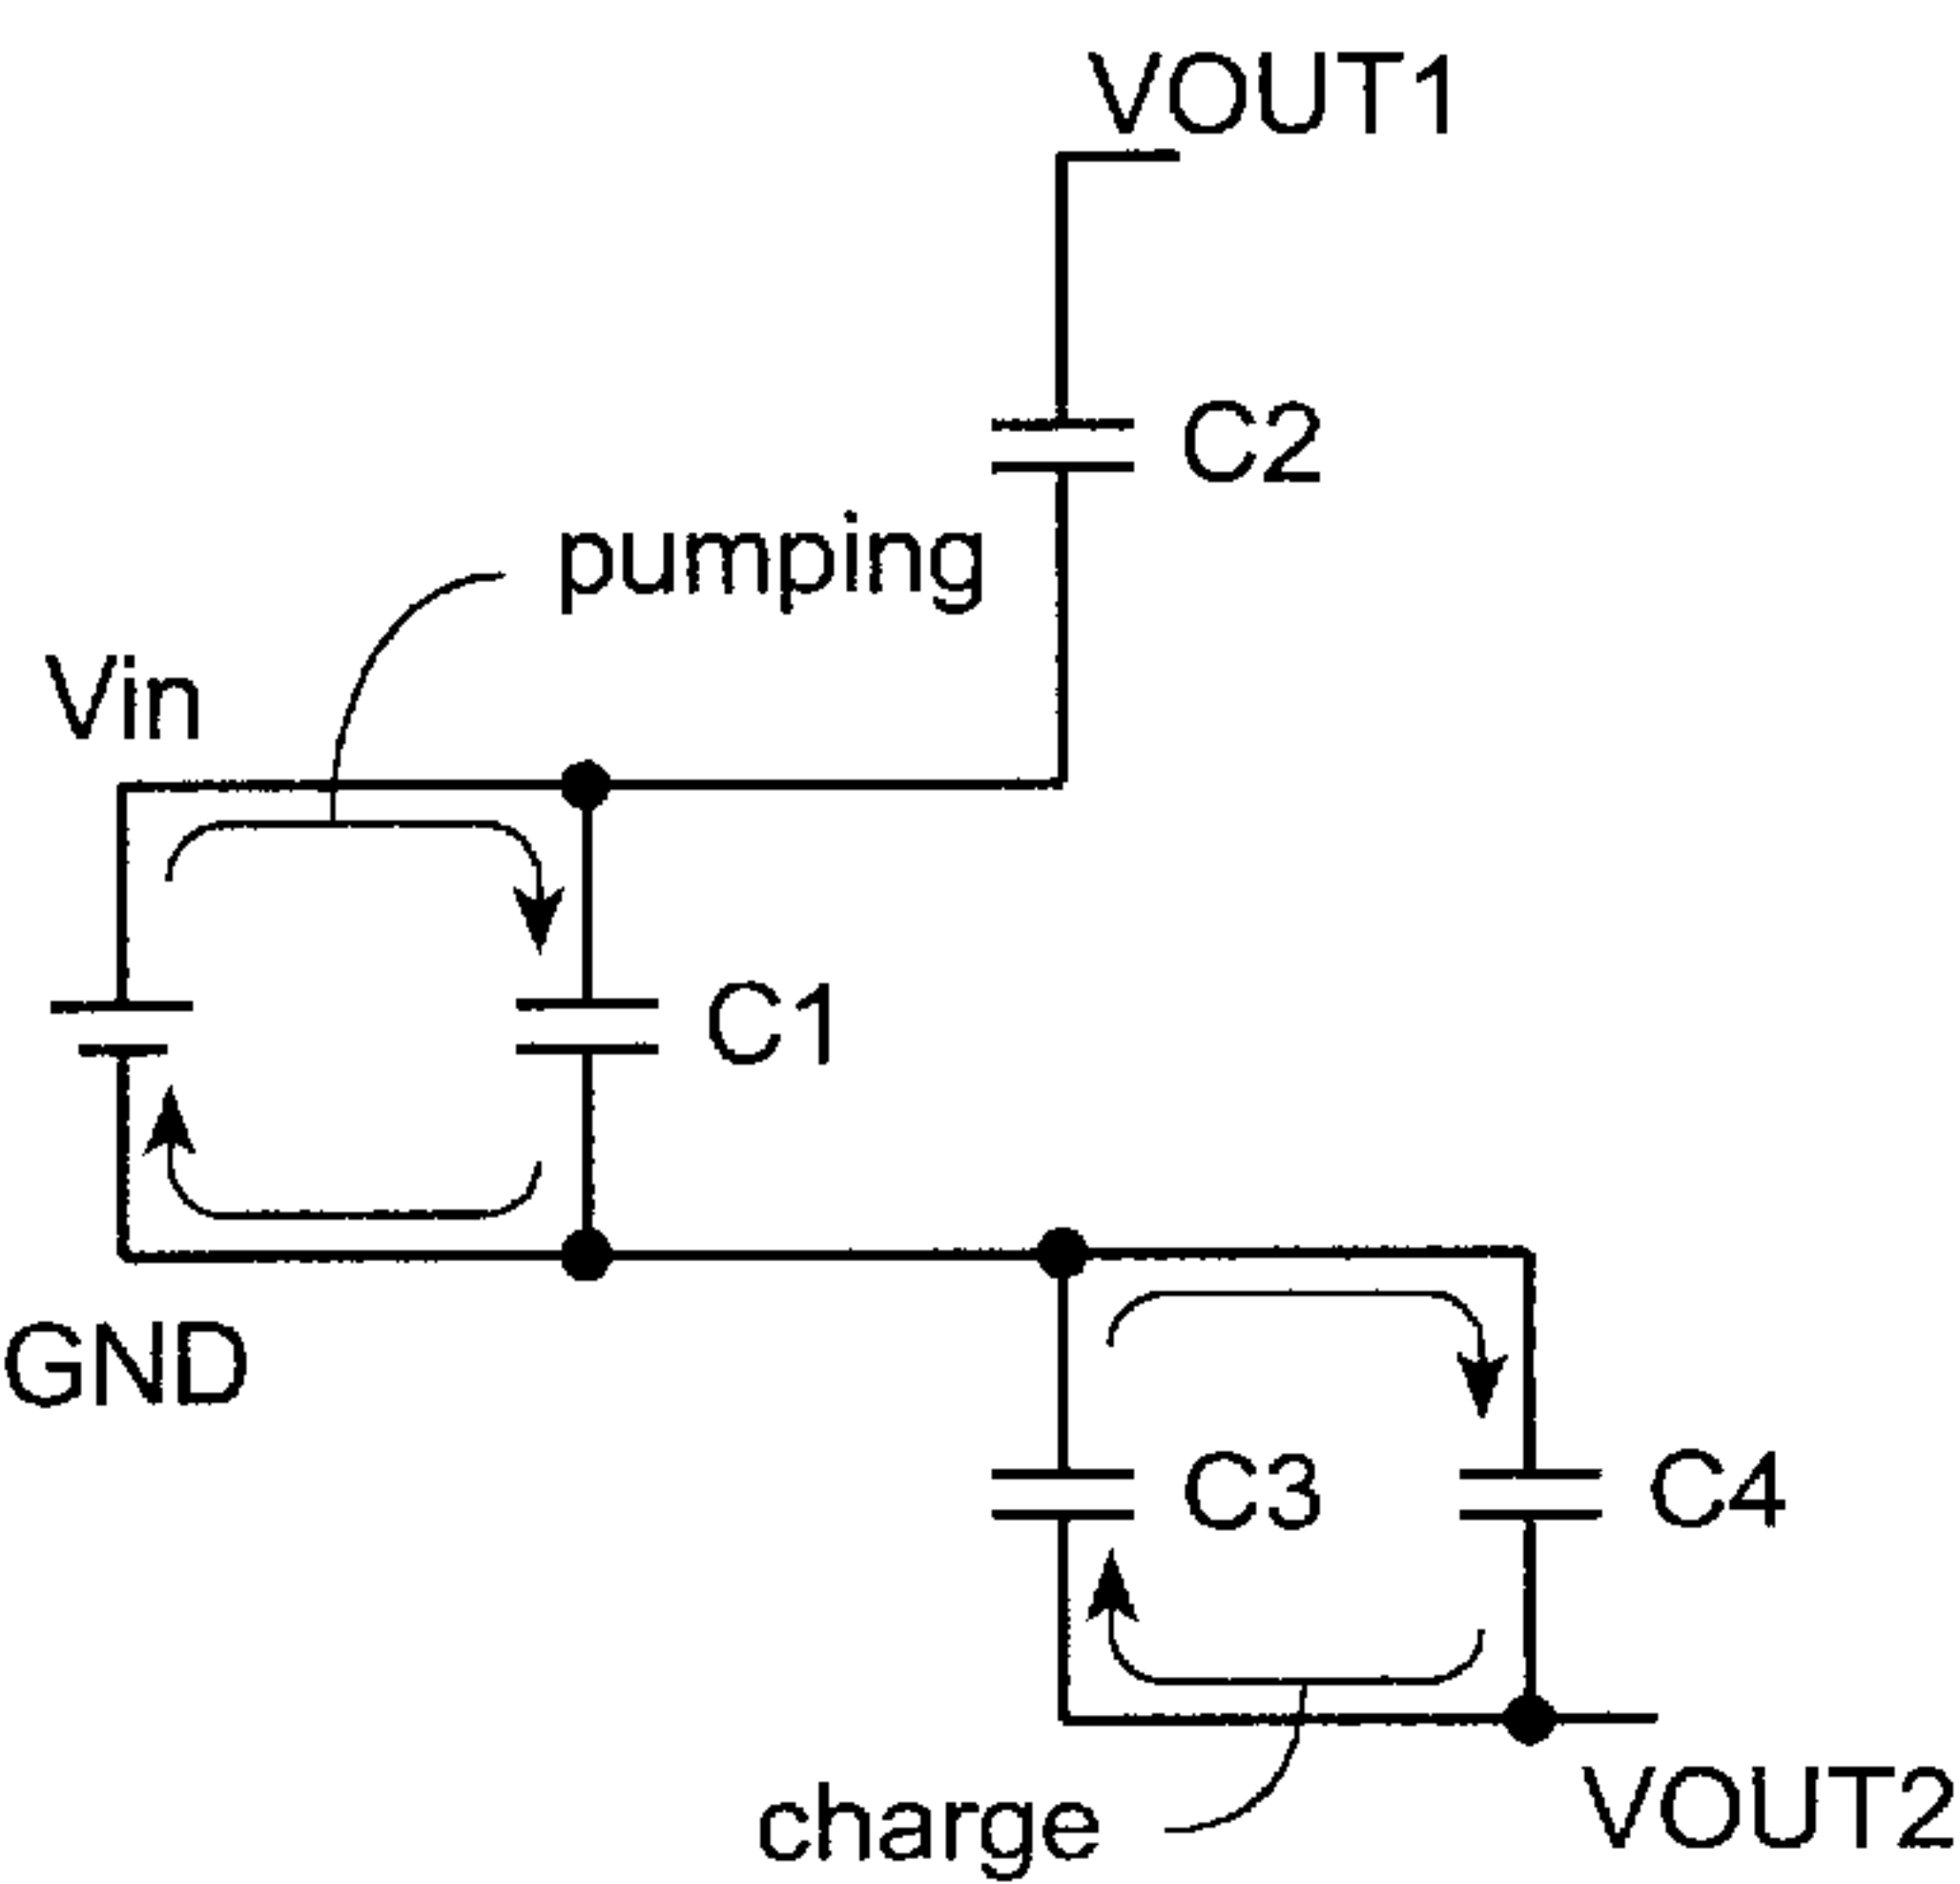 VOUT1
C2
pumping
Vin
C1
GND
C3
C4
VOUT2
charge